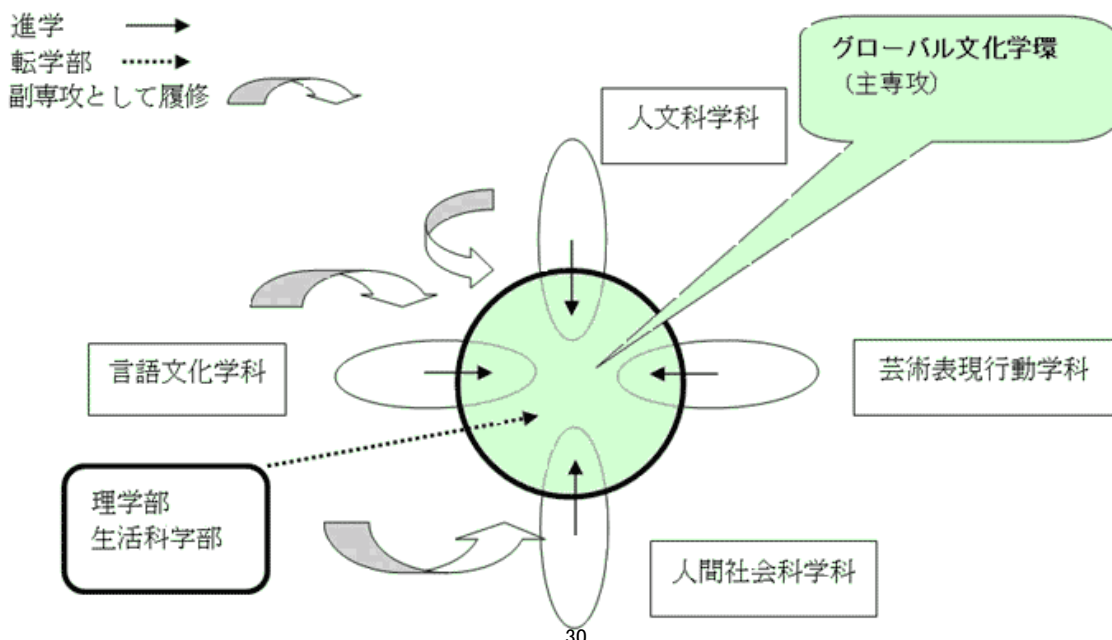 進学
転学部
副専攻として履修
グローバル文化学環
（主専攻）
人文科学科
言語文化学科
芸術表現行動学科
理学部
生活科学部
人間社会科学科
30